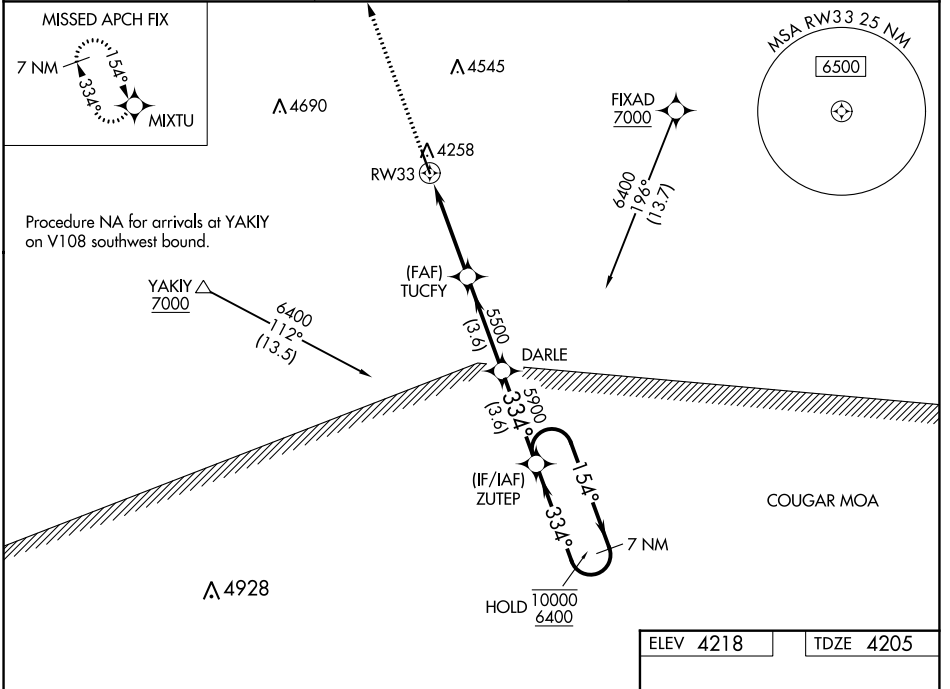 MISSED APCH FIX
7 NM
154°
334°
MIXTU
4545
4690
4258
RW33
FIXAD
7000
6400
196°
(13.7)
MSA RW33 25 NM
6500
Procedure NA for arrivals at YAKIY
on V108 southwest bound.
YAKIY
7000
6400
112°
(13.5)
(FAF)
TUCFY
5500
(3.6)
DARLE
5900
334°
(3.6)
(IF/IAF)
ZUTEP
154°
334°
7 NM
HOLD
10000
6400
COUGAR MOA
4928
ELEV 4218
TDZE 4205